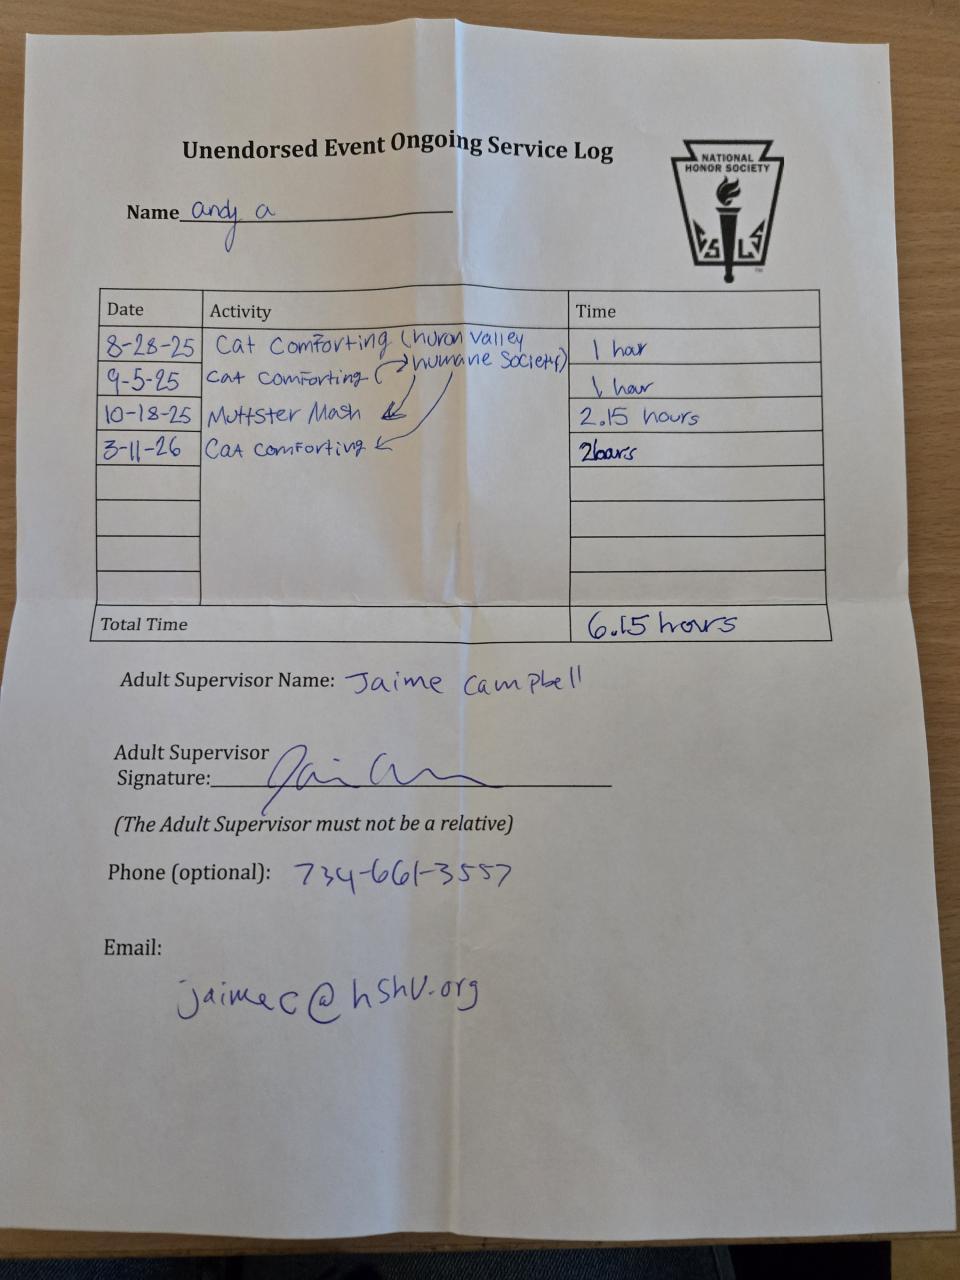 Unendorsed Event Ongoing Service Log
NATIONAL
HONOR SOCIETY
CSLS
TM
Name andy a
Date Activity Time
8-28-25 Cat Comforting (huron valley humane Society) 1 hour
9-5-25 Cat Comforting ( 1 hour
10-18-25 Muttster Mash 2.15 hours
3-11-26 Cat Comforting 2hours
Total Time 6.15 hours
Adult Supervisor Name: Jaime Campbell
Adult Supervisor
Signature:
(The Adult Supervisor must not be a relative)
Phone (optional): 734-661-3557
Email:
jaimec@hshv.org